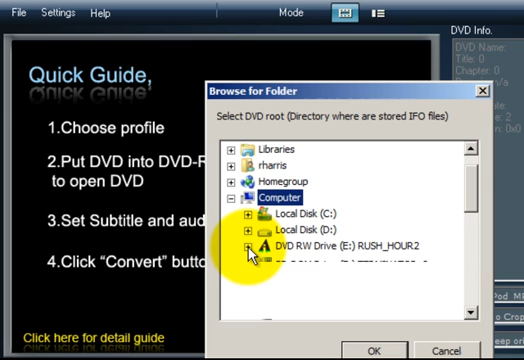 File Settings Help Mode
DVD Info.
DVD Name:
Title: 0
Chapter: 0
Quick Guide,
1.Choose profile
2.Put DVD into DVD-R
to open DVD
3.Set Subtitle and aud
4.Click "Convert" butto
Click here for detail guide
Browse for Folder
Select DVD root (Directory where are stored IFO files)
Libraries
rharris
Homegroup
Computer
Local Disk (C:)
Local Disk (D:)
DVD RW Drive (E:) RUSH_HOUR2
OK Cancel